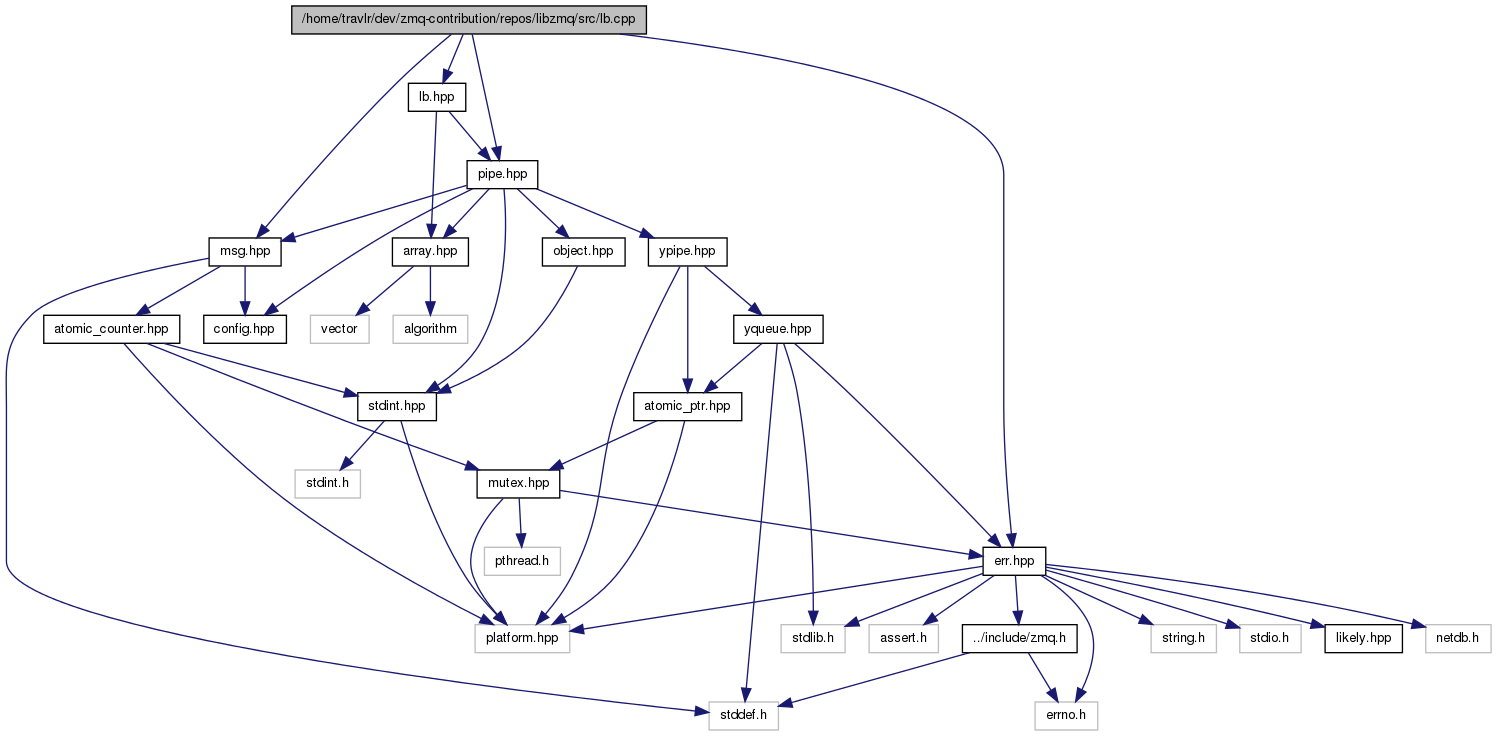 /home/travlr/dev/zmq-contribution/repos/libzmq/src/lb.cpp
lb.hpp
pipe.hpp
msg.hpp
array.hpp
object.hpp
ypipe.hpp
atomic_counter.hpp
config.hpp
vector
algorithm
yqueue.hpp
stdint.hpp
atomic_ptr.hpp
stdint.h
mutex.hpp
pthread.h
err.hpp
platform.hpp
stdlib.h
assert.h
../include/zmq.h
string.h
stdio.h
likely.hpp
netdb.h
stddef.h
errno.h